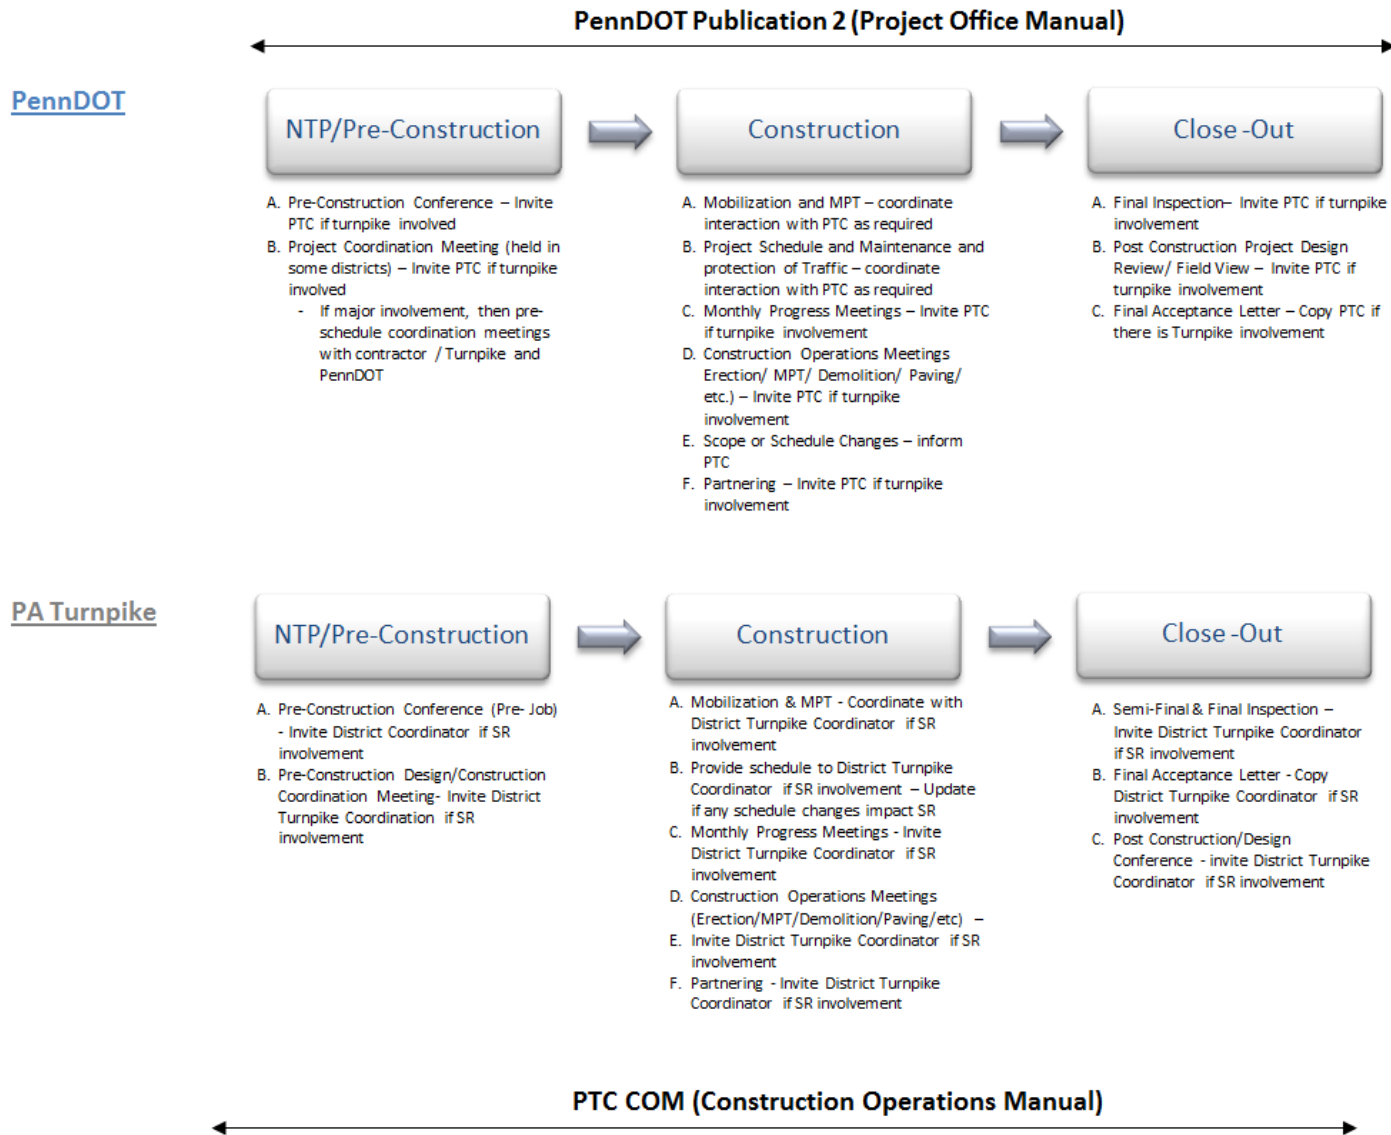 PennDOT Publication 2 (Project Office Manual)
PennDOT
NTP/Pre-Construction
A. Pre-Construction Conference – Invite
PTC if turnpike involved
B. Project Coordination Meeting (held in
some districts) – Invite PTC if turnpike
involved
- If major involvement, then pre-
schedule coordination meetings
with contractor / Turnpike and
PennDOT
Construction
A. Mobilization and MPT – coordinate
interaction with PTC as required
B. Project Schedule and Maintenance and
protection of Traffic – coordinate
interaction with PTC as required
C. Monthly Progress Meetings – Invite PTC
if turnpike involvement
D. Construction Operations Meetings
Erection/ MPT/ Demolition/ Paving/
etc.) – Invite PTC if turnpike
involvement
E. Scope or Schedule Changes – inform
PTC
F. Partnering – Invite PTC if turnpike
involvement
Close -Out
A. Final Inspection– Invite PTC if turnpike
involvement
B. Post Construction Project Design
Review/ Field View – Invite PTC if
turnpike involvement
C. Final Acceptance Letter – Copy PTC if
there is Turnpike involvement
PA Turnpike
NTP/Pre-Construction
A. Pre-Construction Conference (Pre- Job)
- Invite District Coordinator if SR
involvement
B. Pre-Construction Design/Construction
Coordination Meeting- Invite District
Turnpike Coordination if SR
involvement
Construction
A. Mobilization & MPT - Coordinate with
District Turnpike Coordinator if SR
involvement
B. Provide schedule to District Turnpike
Coordinator if SR involvement – Update
if any schedule changes impact SR
C. Monthly Progress Meetings - Invite
District Turnpike Coordinator if SR
involvement
D. Construction Operations Meetings
(Erection/MPT/Demolition/Paving/etc) –
E. Invite District Turnpike Coordinator if SR
involvement
F. Partnering - Invite District Turnpike
Coordinator if SR involvement
Close -Out
A. Semi-Final & Final Inspection –
Invite District Turnpike Coordinator
if SR involvement
B. Final Acceptance Letter - Copy
District Turnpike Coordinator if SR
involvement
C. Post Construction/Design
Conference - invite District Turnpike
Coordinator if SR involvement
PTC COM (Construction Operations Manual)